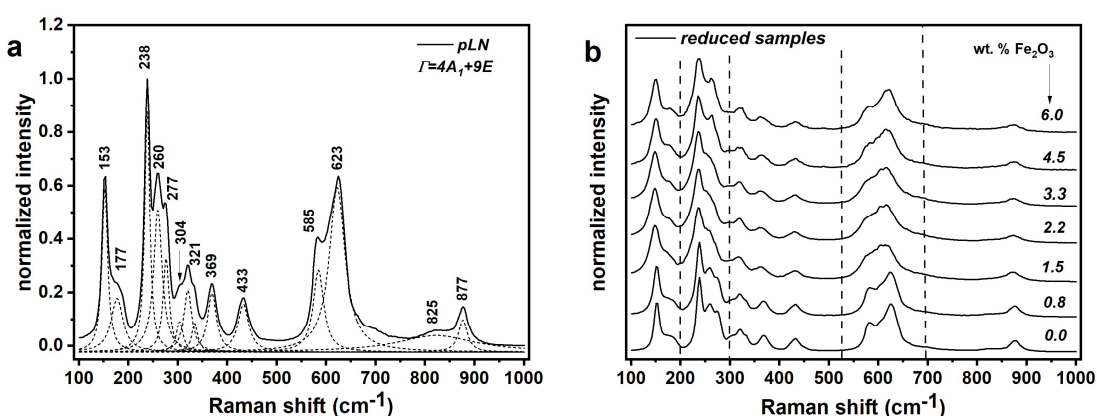 a
pLN
Γ=4A₁+9E
153
177
238
260
277
304
321
369
433
585
623
825
877
1.2
1.0
0.8
0.6
0.4
0.2
0.0
normalized intensity
100 200 300 400 500 600 700 800 900 1000
Raman shift (cm⁻¹)
b
reduced samples
wt. % Fe₂O₃
6.0
4.5
3.3
2.2
1.5
0.8
0.0
normalized intensity
100 200 300 400 500 600 700 800 900 1000
Raman shift (cm⁻¹)